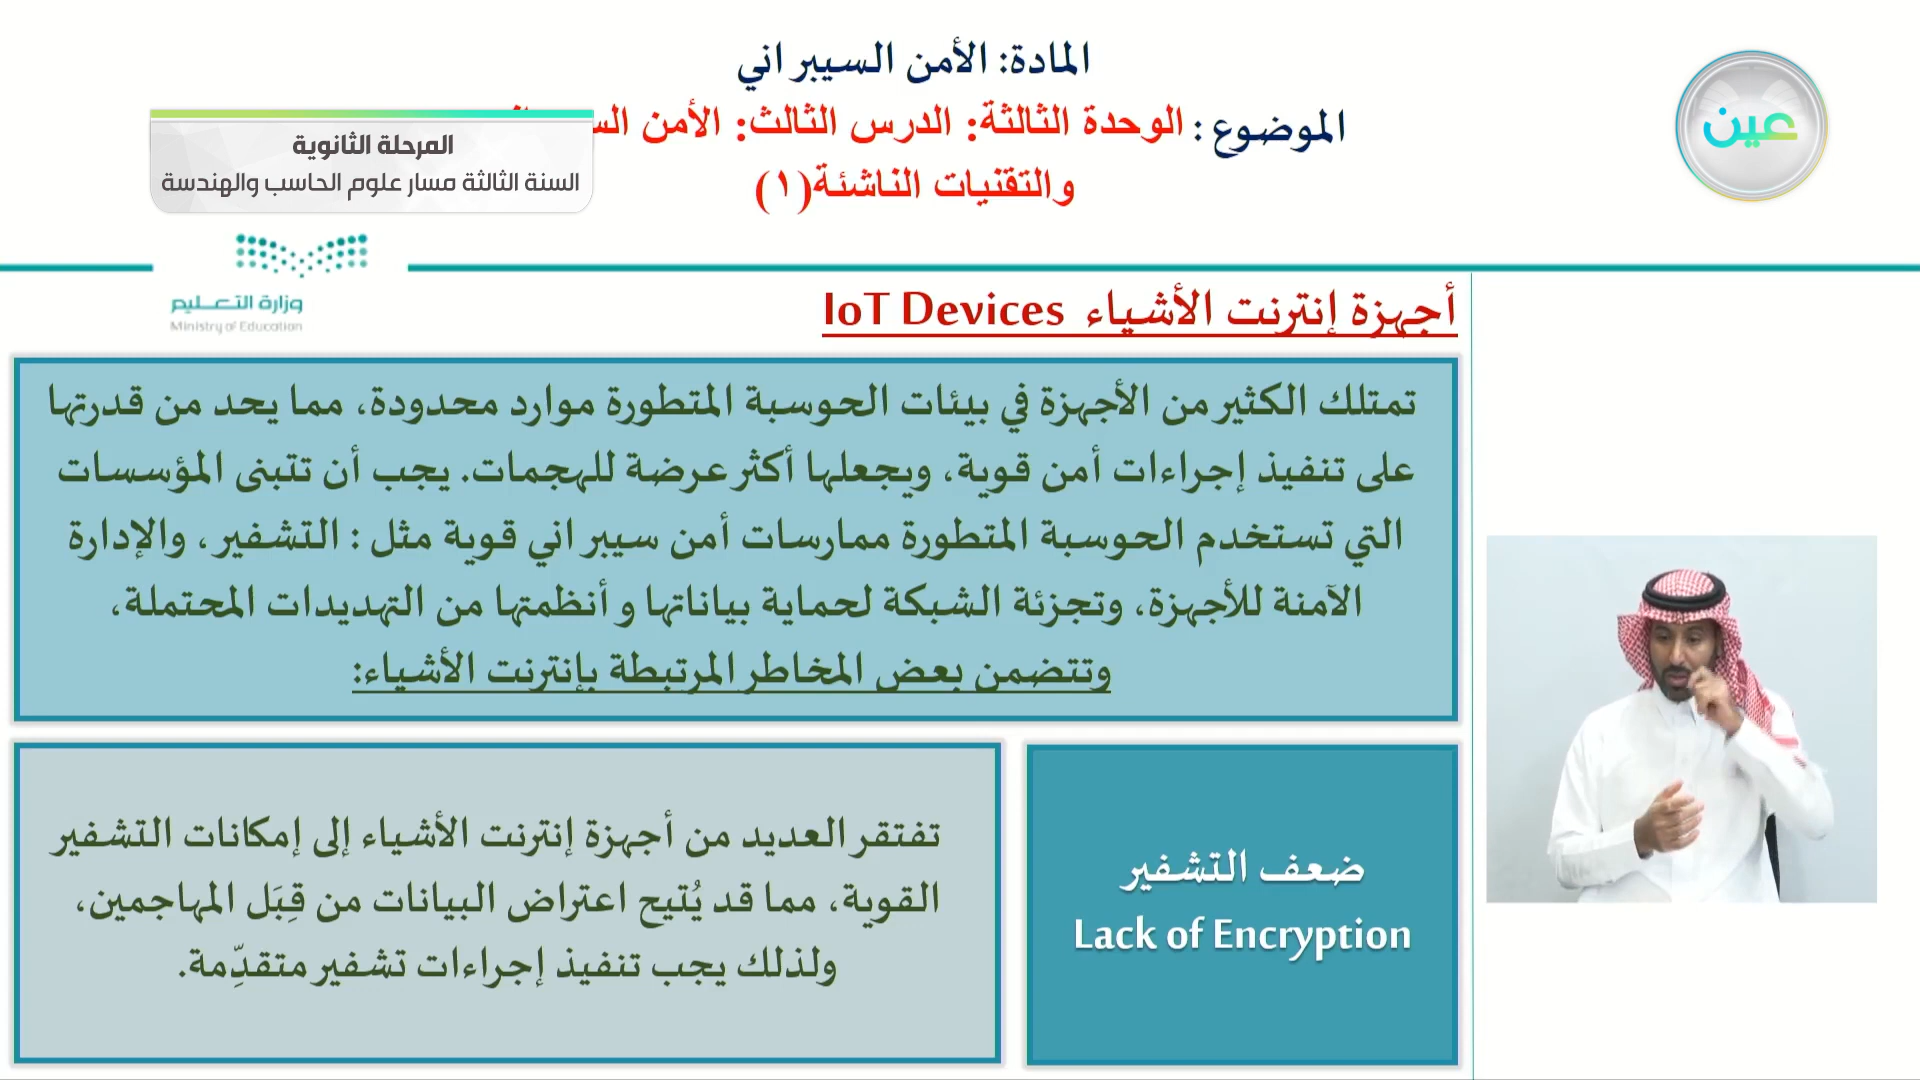 المادة: الأمن السيبراني
الموضوع : الوحدة الثالثة: الدرس الثالث: الأمن
والتقنيات الناشئة(١)
المرحلة الثانوية
السنة الثالثة مسار علوم الحاسب والهندسة
عين
وزارة التعليم
Ministry of Education
أجهزة إنترنت الأشياء IoT Devices
تمتلك الكثير من الأجهزة في بيئات الحوسبة المتطورة موارد محدودة، مما يحد من قدرتها
على تنفيذ إجراءات أمن قوية، ويجعلها أكثر عرضة للهجمات. يجب أن تتبنى المؤسسات
التي تستخدم الحوسبة المتطورة ممارسات أمن سيبراني قوية مثل : التشفير، والإدارة
الآمنة للأجهزة، وتجزئة الشبكة لحماية بياناتها وأنظمتها من التهديدات المحتملة،
وتتضمن بعض المخاطر المرتبطة بإنترنت الأشياء:
ضعف التشفير
Lack of Encryption
تفتقر العديد من أجهزة إنترنت الأشياء إلى إمكانات التشفير
القوية، مما قد يُتيح اعتراض البيانات من قِبَل المهاجمين،
ولذلك يجب تنفيذ إجراءات تشفير متقدِّمة.